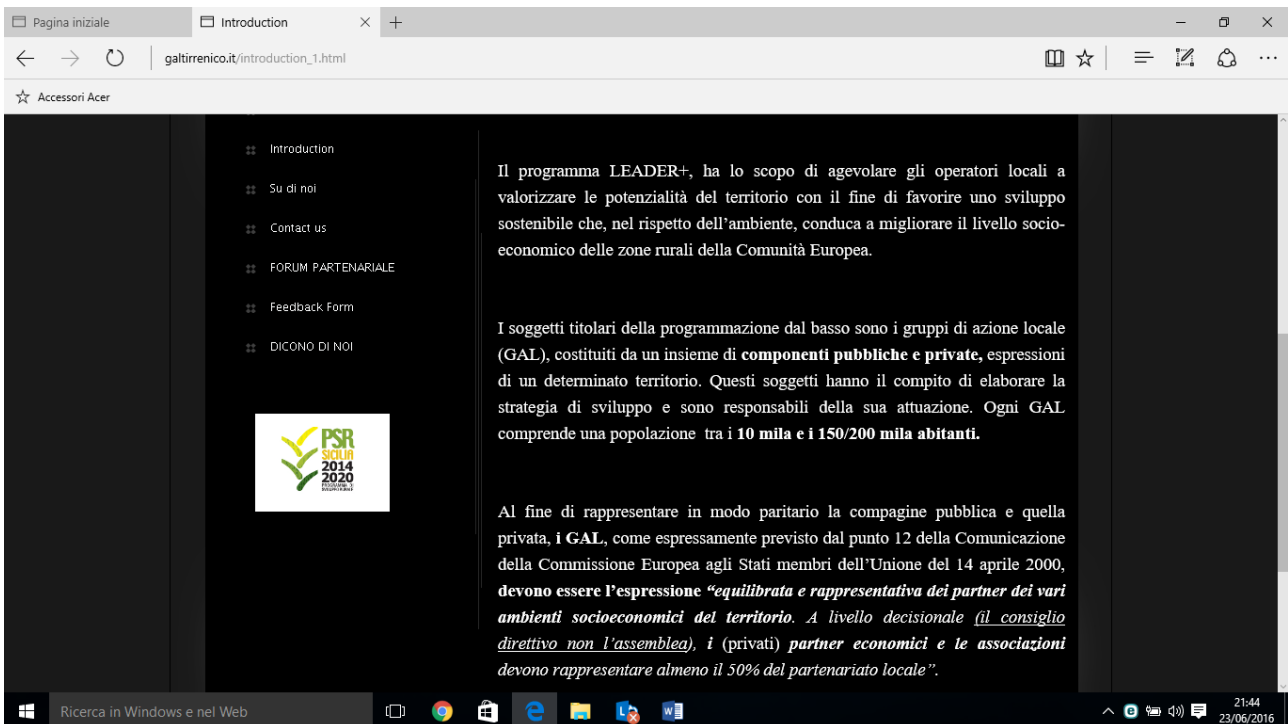 Pagina iniziale
Introduction
galtirrenico.it/introduction_1.html
Accessori Acer
Introduction
Su di noi
Contact us
FORUM PARTENARIALE
Feedback Form
DICONO DI NOI
PSR
SICILIA
2014
2020
PROGRAMMA DI
SVILUPPO RURALE
Il programma LEADER+, ha lo scopo di agevolare gli operatori locali a
valorizzare le potenzialità del territorio con il fine di favorire uno sviluppo
sostenibile che, nel rispetto dell’ambiente, conduca a migliorare il livello socio-
economico delle zone rurali della Comunità Europea.
I soggetti titolari della programmazione dal basso sono i gruppi di azione locale
(GAL), costituiti da un insieme di componenti pubbliche e private, espressioni
di un determinato territorio. Questi soggetti hanno il compito di elaborare la
strategia di sviluppo e sono responsabili della sua attuazione. Ogni GAL
comprende una popolazione tra i 10 mila e i 150/200 mila abitanti.
Al fine di rappresentare in modo paritario la compagine pubblica e quella
privata, i GAL, come espressamente previsto dal punto 12 della Comunicazione
della Commissione Europea agli Stati membri dell’Unione del 14 aprile 2000,
devono essere l’espressione “equilibrata e rappresentativa dei partner dei vari
ambienti socioeconomici del territorio. A livello decisionale (il consiglio
direttivo non l’assemblea), i (privati) partner economici e le associazioni
devono rappresentare almeno il 50% del partenariato locale”.
Ricerca in Windows e nel Web
21:44
23/06/2016